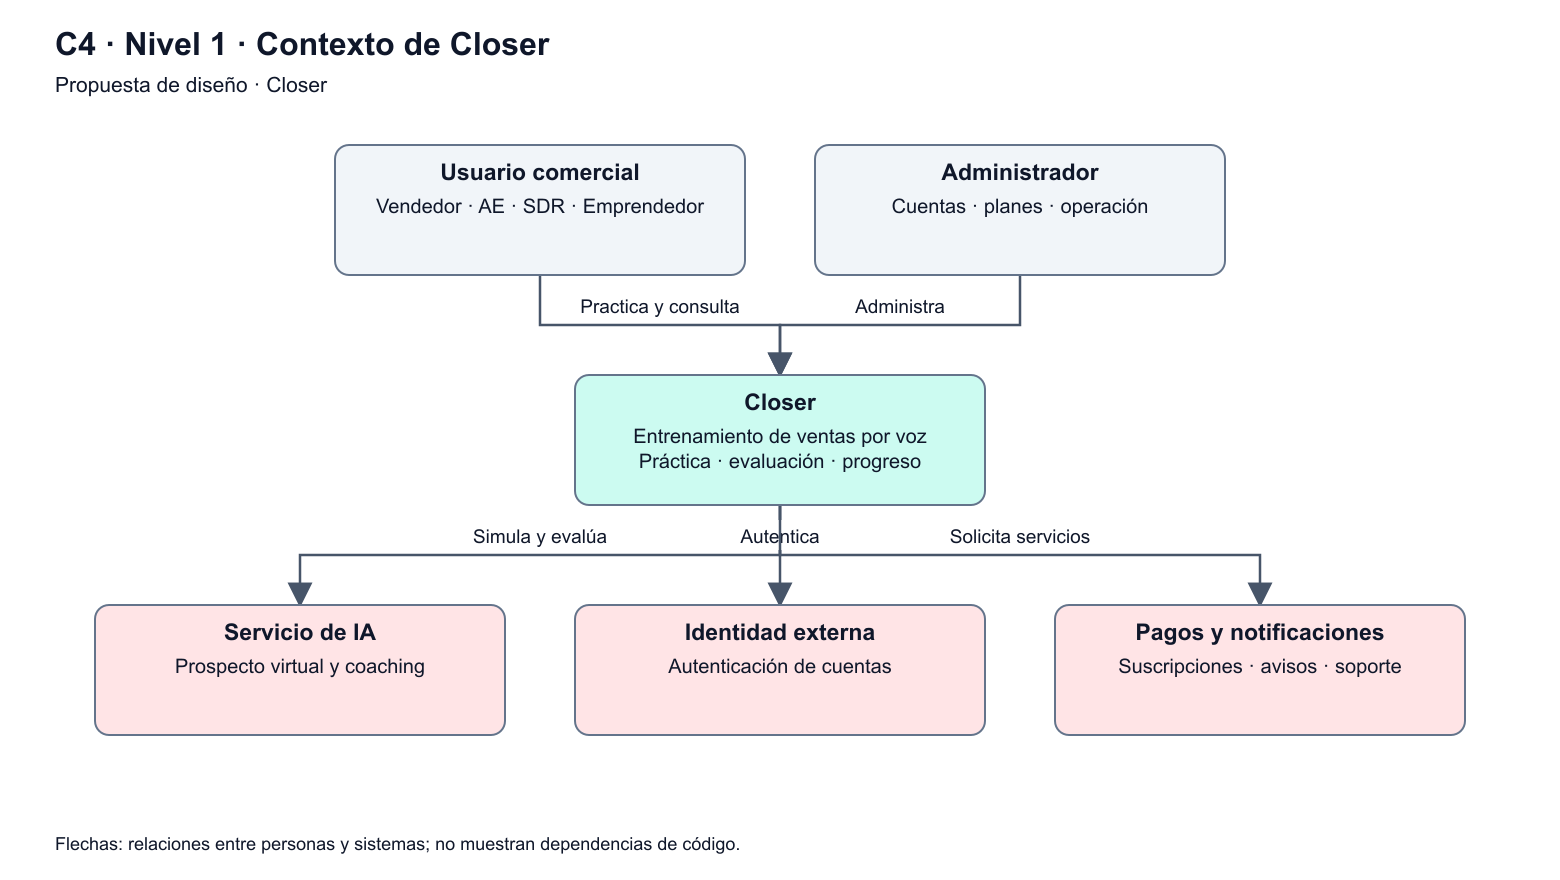 C4 · Nivel 1 · Contexto de Closer
Propuesta de diseño · Closer
Usuario comercial
Vendedor · AE · SDR · Emprendedor
Administrador
Cuentas · planes · operación
Practica y consulta
Administra
Closer
Entrenamiento de ventas por voz
Práctica · evaluación · progreso
Simula y evalúa
Autentica
Solicita servicios
Servicio de IA
Prospecto virtual y coaching
Identidad externa
Autenticación de cuentas
Pagos y notificaciones
Suscripciones · avisos · soporte
Flechas: relaciones entre personas y sistemas; no muestran dependencias de código.